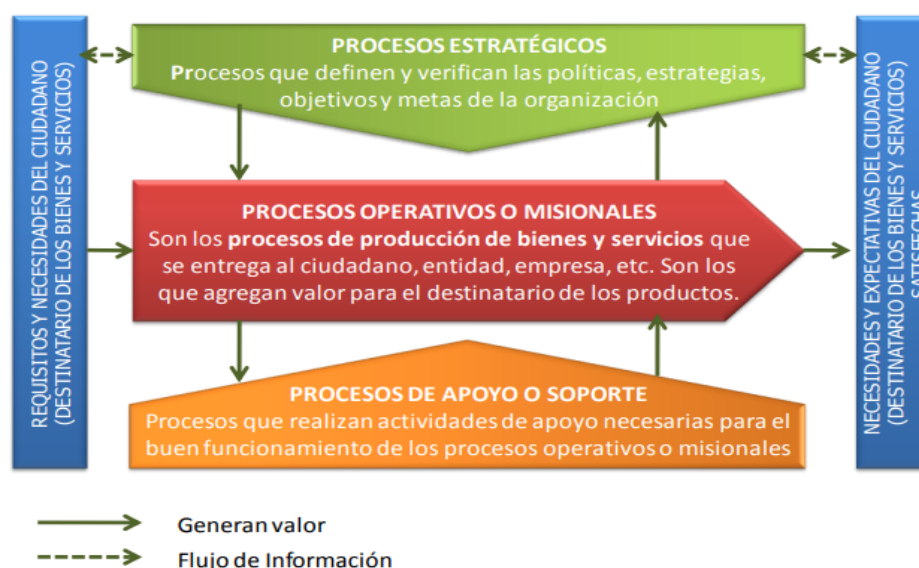 REQUISITOS Y NECESIDADES DEL CIUDADANO
(DESTINATARIO DE LOS BIENES Y SERVICIOS)
PROCESOS ESTRATÉGICOS
Procesos que definen y verifican las políticas, estrategias,
objetivos y metas de la organización
PROCESOS OPERATIVOS O MISIONALES
Son los procesos de producción de bienes y servicios que
se entrega al ciudadano, entidad, empresa, etc. Son los
que agregan valor para el destinatario de los productos.
PROCESOS DE APOYO O SOPORTE
Procesos que realizan actividades de apoyo necesarias para el
buen funcionamiento de los procesos operativos o misionales
NECESIDADES Y EXPECTATIVAS DEL CIUDADANO
(DESTINATARIO DE LOS BIENES Y SERVICIOS)
SATISFECHAS
Generan valor
Flujo de Información